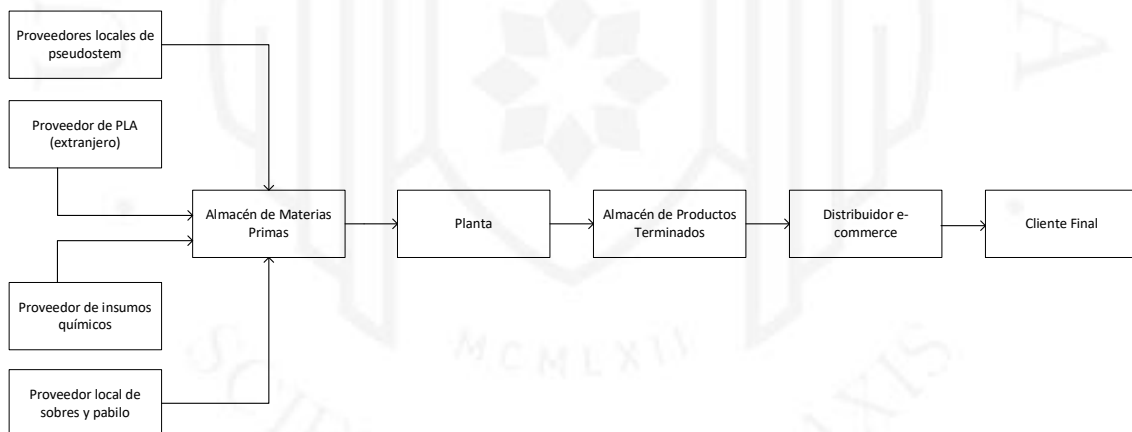 Proveedores locales de
pseudostem
Proveedor de PLA
(extranjero)
Almacén de Materias
Primas
Planta
Almacén de Productos
Terminados
Distribuidor e-
commerce
Cliente Final
Proveedor de insumos
químicos
Proveedor local de
sobres y pabilo
MCMLXII